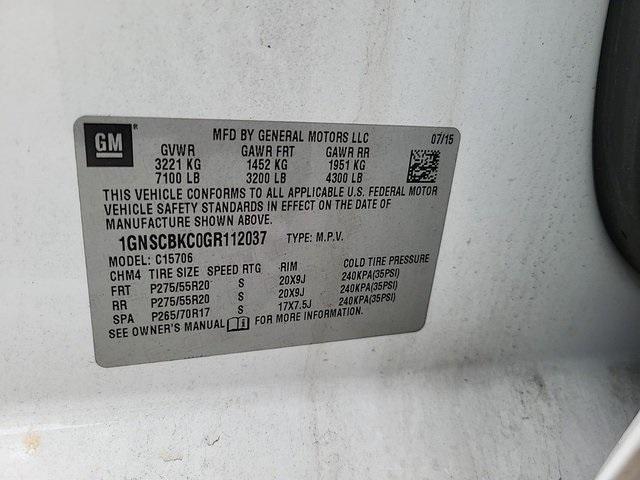 GM MFD BY GENERAL MOTORS LLC 07/15
GVWR GAWR FRT GAWR RR
3221 KG 1452 KG 1951 KG
7100 LB 3200 LB 4300 LB
THIS VEHICLE CONFORMS TO ALL APPLICABLE U.S. FEDERAL MOTOR
VEHICLE SAFETY STANDARDS IN EFFECT ON THE DATE OF
MANUFACTURE SHOWN ABOVE.
1GNSCBKC0GR112037 TYPE: M.P.V.
MODEL: C15706
CHM4 TIRE SIZE SPEED RTG RIM COLD TIRE PRESSURE
FRT P275/55R20 S 20X9J 240KPA(35PSI)
RR P275/55R20 S 20X9J 240KPA(35PSI)
SPA P265/70R17 S 17X7.5J 240KPA(35PSI)
SEE OWNER'S MANUAL FOR MORE INFORMATION.